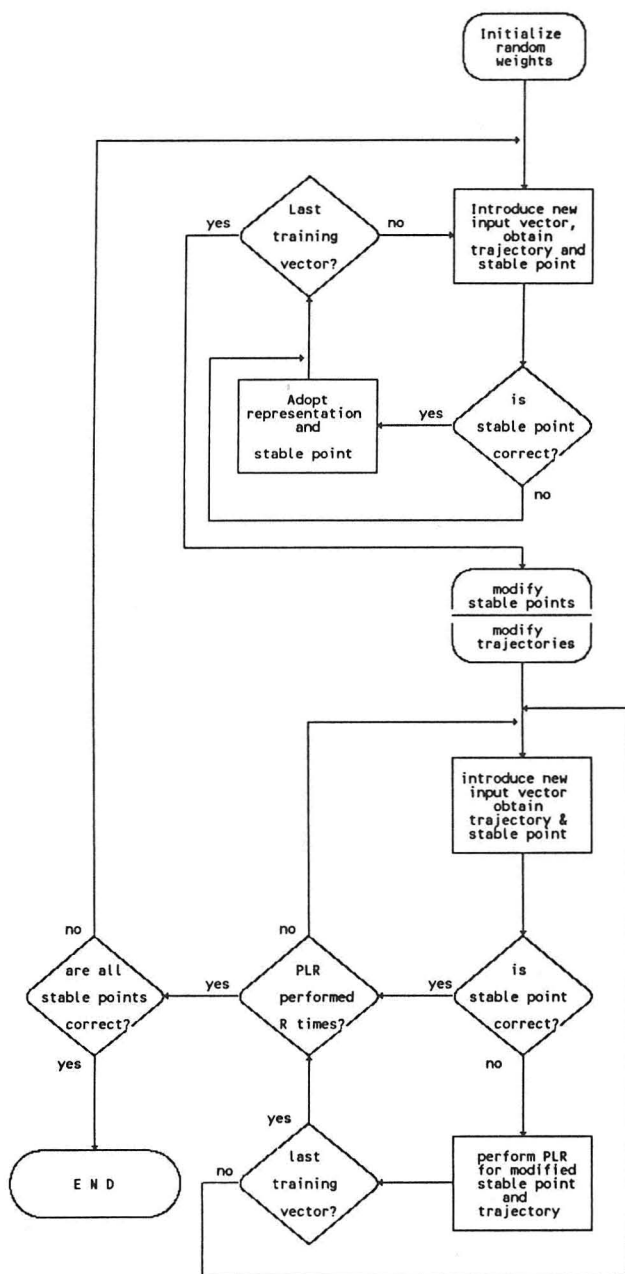 Initialize
random
weights
Introduce new
input vector,
obtain
trajectory and
stable point
Last
training
vector?
yes
no
is
stable point
correct?
yes
no
Adopt
representation
and
stable point
modify
stable points
modify
trajectories
introduce new
input vector
obtain
trajectory &
stable point
is
stable point
correct?
yes
no
PLR
performed
R times?
no
yes
are all
stable points
correct?
no
yes
E N D
perform PLR
for modified
stable point
and
trajectory
last
training
vector?
yes
no